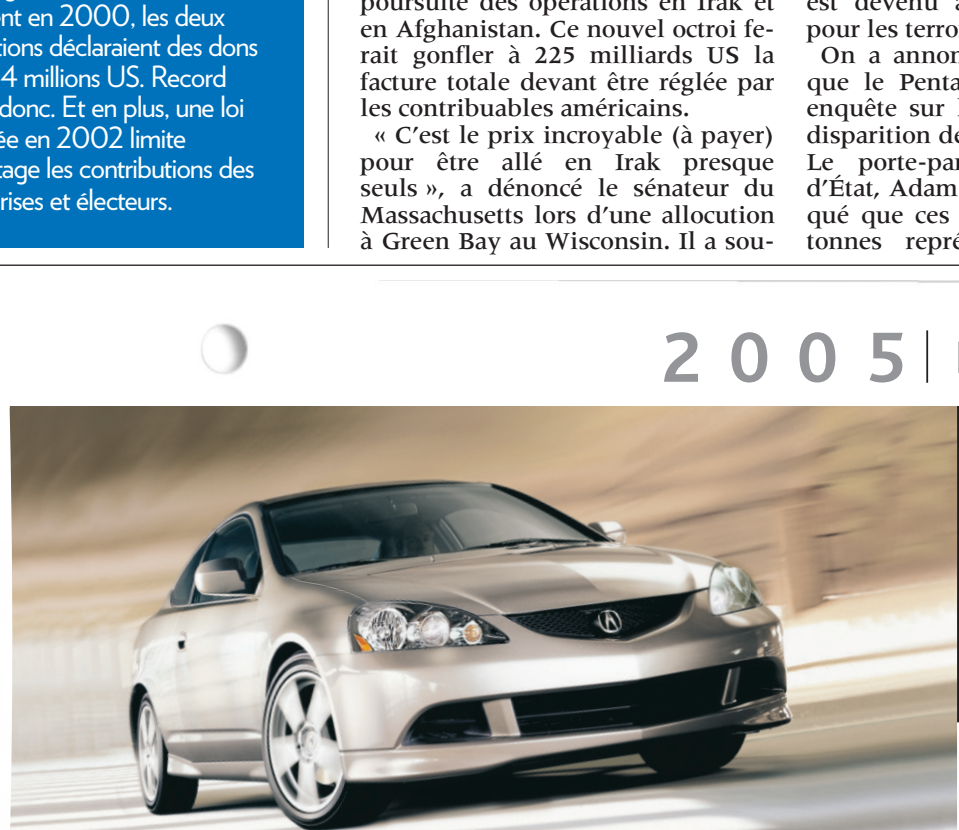 ent en 2000, les deux
tions déclaraient des dons
4 millions US. Record
donc. Et en plus, une loi
ée en 2002 limite
tage les contributions des
rises et électeurs.
poursuite des opérations en Irak et
en Afghanistan. Ce nouvel octroi fe-
rait gonfler à 225 milliards US la
facture totale devant être réglée par
les contribuables américains.
« C'est le prix incroyable (à payer)
pour être allé en Irak presque
seuls », a dénoncé le sénateur du
Massachusetts lors d'une allocution
à Green Bay au Wisconsin. Il a sou-
est devenu
pour les terro
On a annon
que le Penta
enquête sur
disparition de
Le porte-par
d'État, Adam
qué que ces
tonnes repré
2005